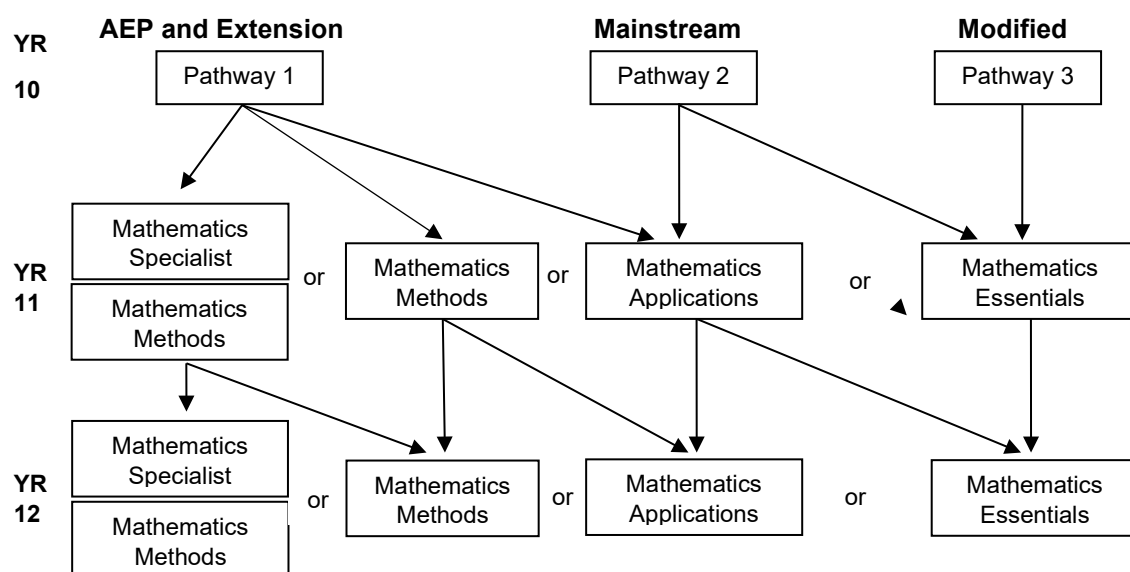 AEP and Extension
Mainstream
Modified
YR
10
Pathway 1
Pathway 2
Pathway 3
YR
11
Mathematics
Specialist
Mathematics
Methods
or
Mathematics
Methods
or
Mathematics
Applications
or
Mathematics
Essentials
YR
12
Mathematics
Specialist
Mathematics
Methods
or
Mathematics
Methods
or
Mathematics
Applications
or
Mathematics
Essentials